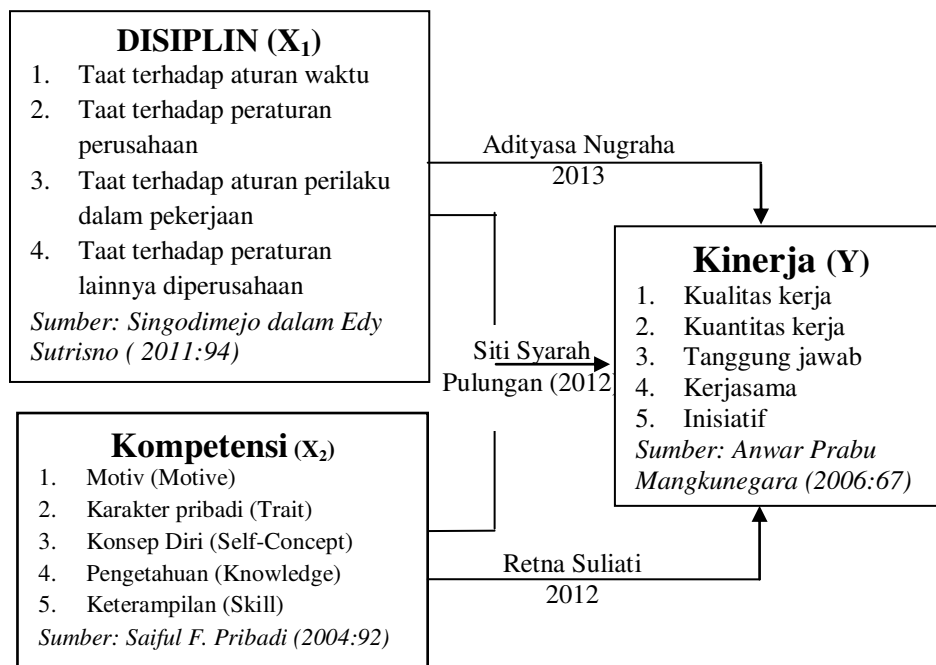 DISIPLIN (X₁)
1. Taat terhadap aturan waktu
2. Taat terhadap peraturan
perusahaan
3. Taat terhadap aturan perilaku
dalam pekerjaan
4. Taat terhadap peraturan
lainnya diperusahaan
Sumber: Singodimejo dalam Edy
Sutrisno ( 2011:94)
Adityasa Nugraha
2013
Siti Syarah
Pulungan (2012)
Kompetensi (X₂)
1. Motiv (Motive)
2. Karakter pribadi (Trait)
3. Konsep Diri (Self-Concept)
4. Pengetahuan (Knowledge)
5. Keterampilan (Skill)
Sumber: Saiful F. Pribadi (2004:92)
Retna Suliati
2012
Kinerja (Y)
1. Kualitas kerja
2. Kuantitas kerja
3. Tanggung jawab
4. Kerjasama
5. Inisiatif
Sumber: Anwar Prabu
Mangkunegara (2006:67)